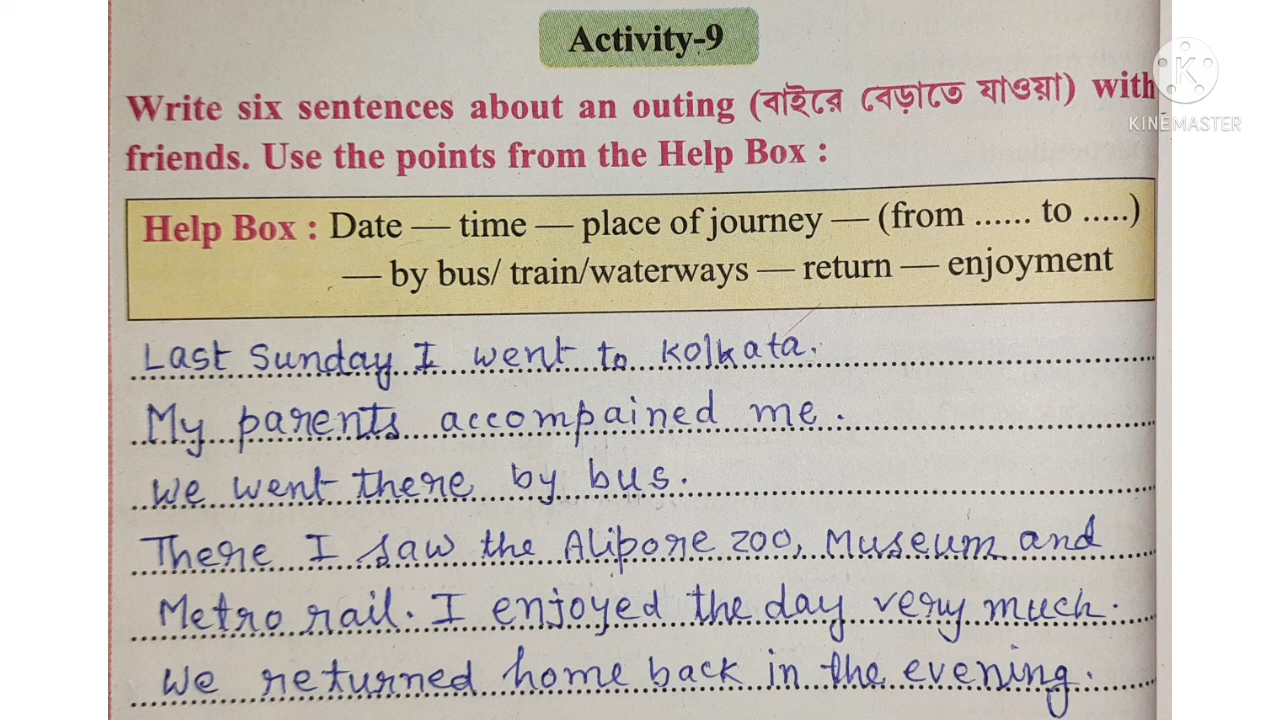 Activity-9
Write six sentences about an outing (বাইরে বেড়াতে যাওয়া) with
friends. Use the points from the Help Box :
K
KINEMASTER
Help Box : Date — time — place of journey — (from ...... to .....)
— by bus/ train/waterways — return — enjoyment
Last Sunday I went to Kolkata.
My parents accompained me.
We went there by bus.
There I saw the Alipore zoo, Museum and
Metro rail. I enjoyed the day very much.
We returned home back in the evening.